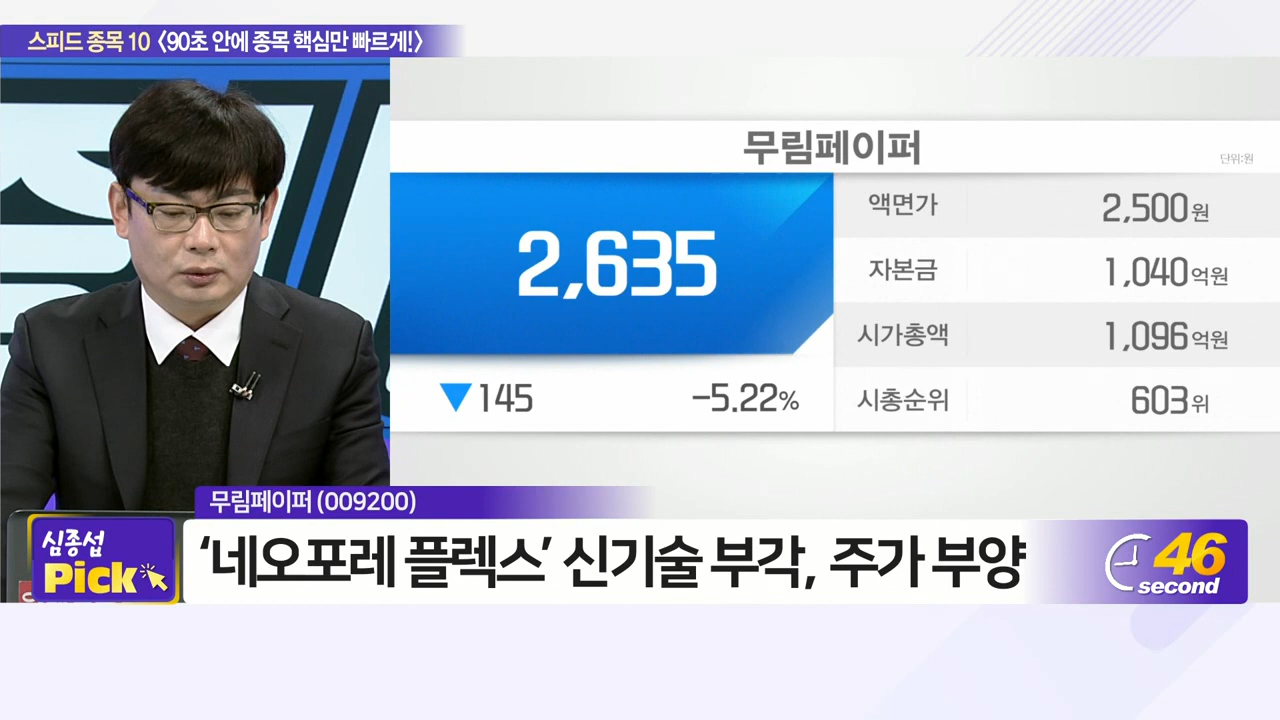 스피드 종목 10 〈90초 안에 종목 핵심만 빠르게!〉
무림페이퍼
단위:원
2,635
▼145 -5.22%
액면가 2,500원
자본금 1,040억원
시가총액 1,096억원
시총순위 603위
무림페이퍼 (009200)
심종섭
Pick
‘네오포레 플렉스’ 신기술 부각, 주가 부양
46
second